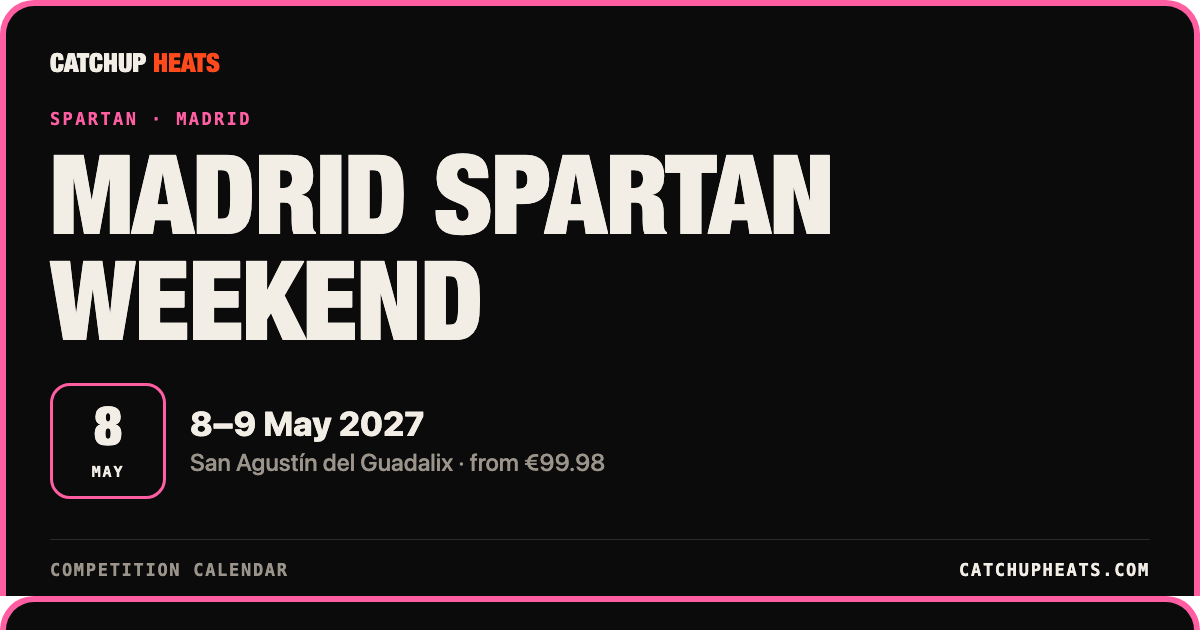 CATCHUP HEATS
SPARTAN · MADRID
MADRID SPARTAN
WEEKEND
8
MAY
8–9 May 2027
San Agustín del Guadalix · from €99.98
COMPETITION CALENDAR
CATCHUPHEATS.COM